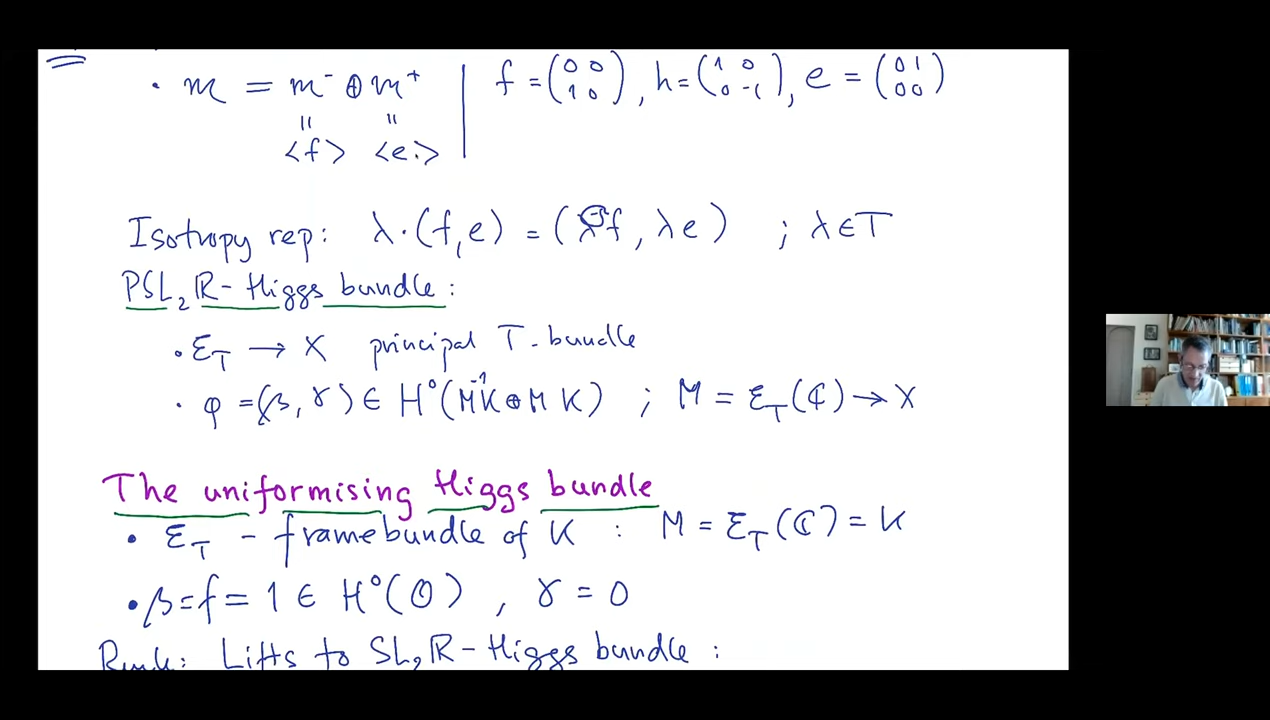 • m = m⁻ ⊕ m⁺ | f = (0 0 / 1 0), h = (1 0 / 0 -1), e = (0 1 / 0 0)
" "
<f> <e>
Isotropy rep: λ·(f,e) = (λ⁻¹f, λe) ; λ∈T
PSL₂ℝ-Higgs bundle:
• ℰ_T → X principal T-bundle
• φ = (β, γ) ∈ H⁰(M⁻¹K ⊕ M K) ; M = ℰ_T(ℂ) → X
The uniformising Higgs bundle
• ℰ_T - frame bundle of K : M = ℰ_T(ℂ) = K
• β = f = 1 ∈ H⁰(𝒪) , γ = 0
Rmk: Lifts to SL₂ℝ-Higgs bundle :